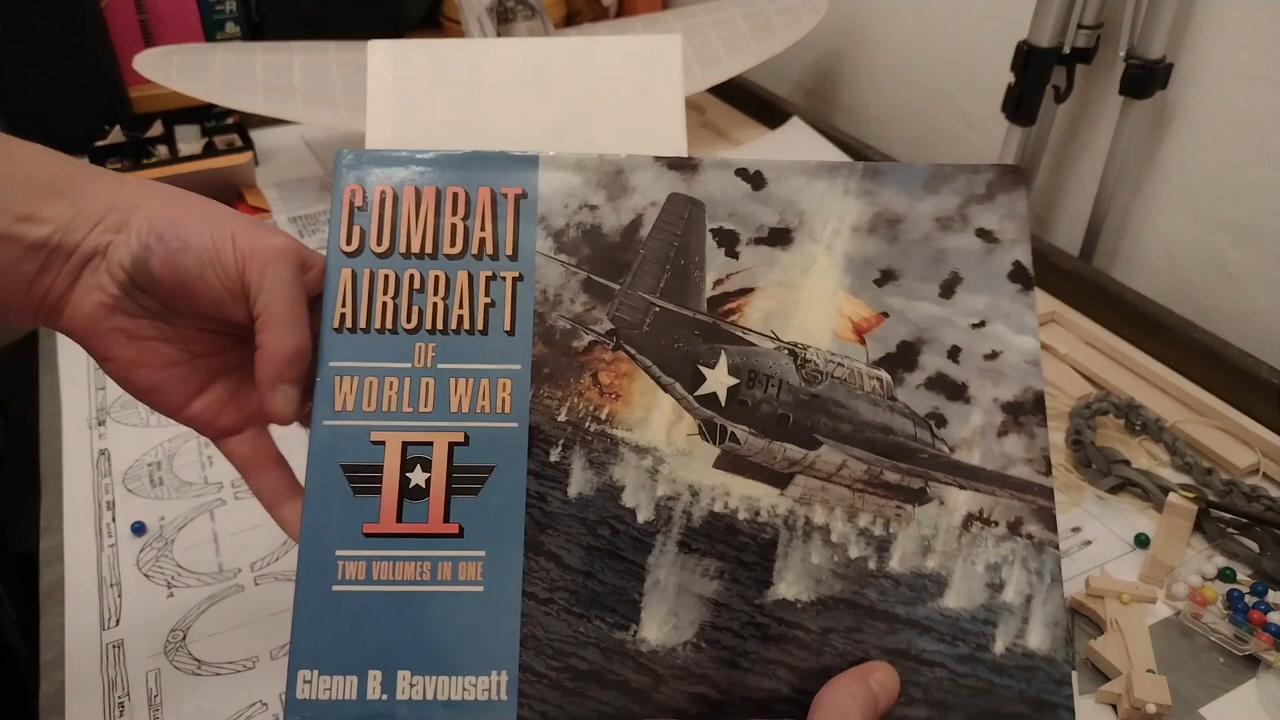 COMBAT
AIRCRAFT
OF
WORLD WAR
II
TWO VOLUMES IN ONE
Glenn B. Bavousett
8-T-1